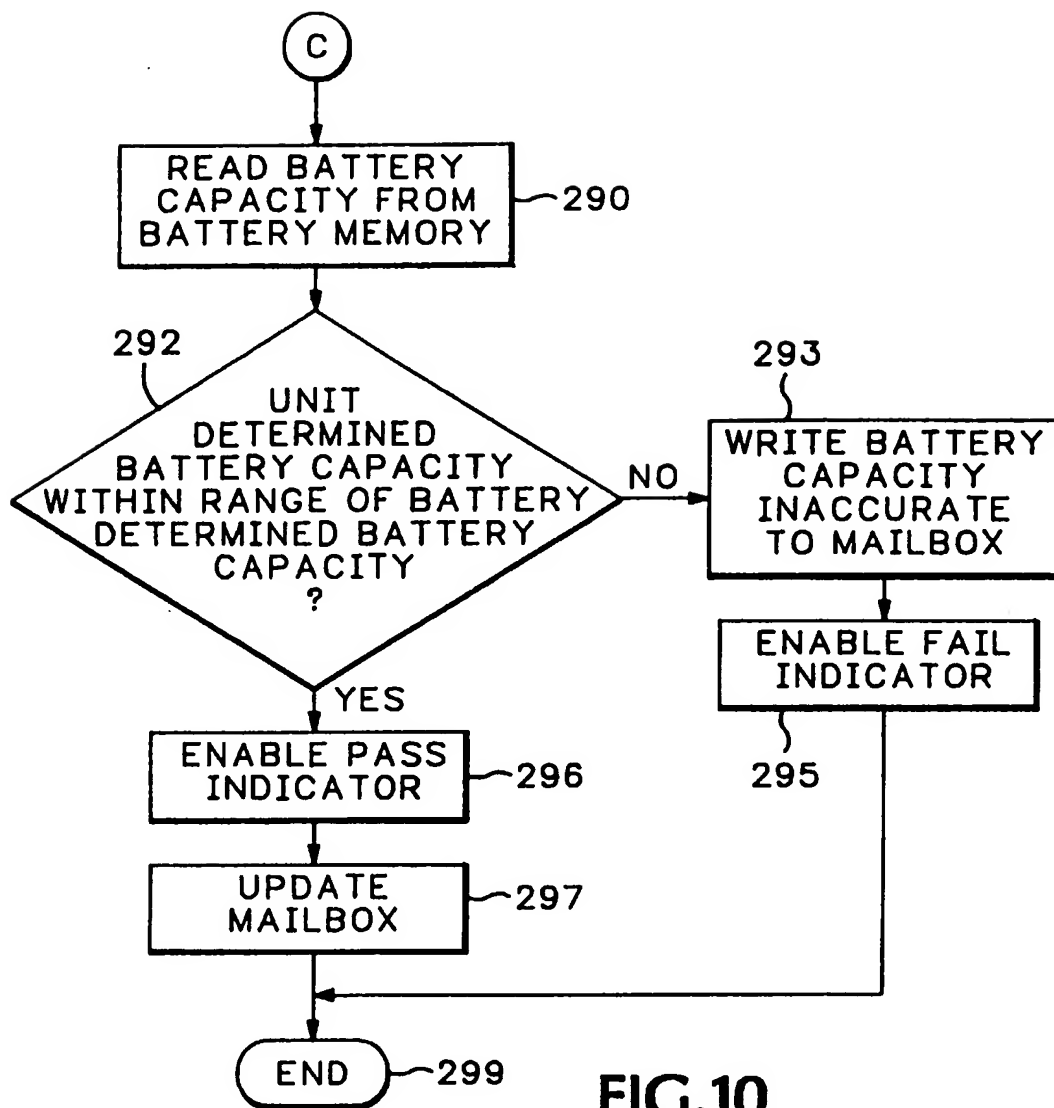 C
READ BATTERY
CAPACITY FROM
BATTERY MEMORY
290
292
UNIT
DETERMINED
BATTERY CAPACITY
WITHIN RANGE OF BATTERY
DETERMINED BATTERY
CAPACITY
?
NO
293
WRITE BATTERY
CAPACITY
INACCURATE
TO MAILBOX
ENABLE FAIL
INDICATOR
295
YES
ENABLE PASS
INDICATOR
296
UPDATE
MAILBOX
297
END
299
FIG.10